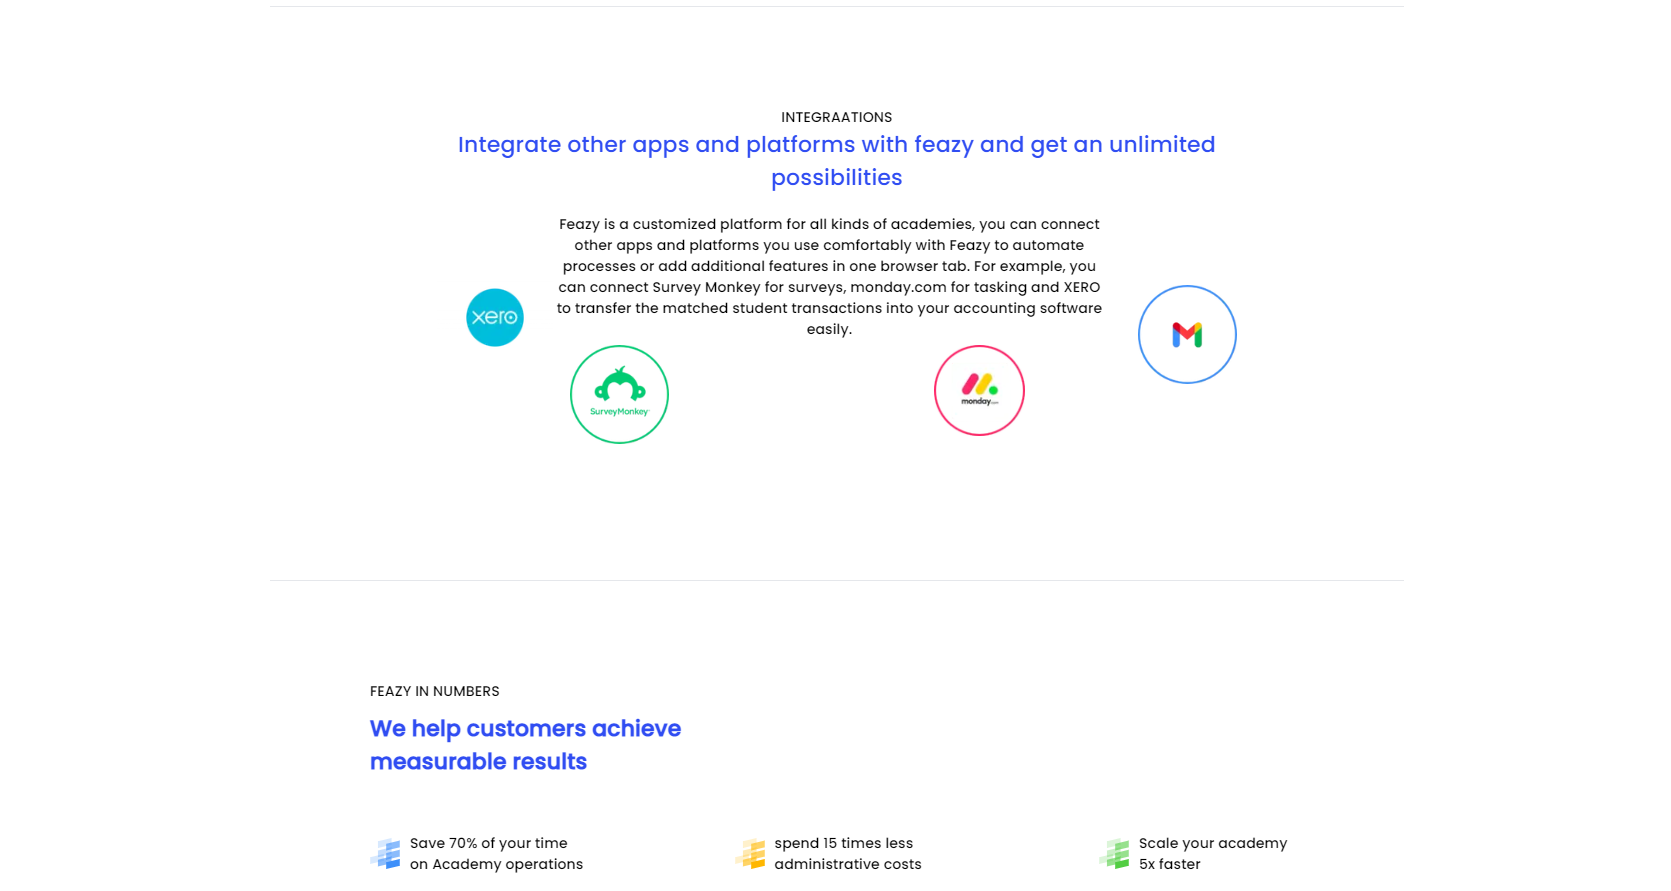 INTEGRAATIONS
Integrate other apps and platforms with feazy and get an unlimited
possibilities
Feazy is a customized platform for all kinds of academies, you can connect
other apps and platforms you use comfortably with Feazy to automate
processes or add additional features in one browser tab. For example, you
can connect Survey Monkey for surveys, monday.com for tasking and XERO
to transfer the matched student transactions into your accounting software
easily.
xero
SurveyMonkey
monday.com
FEAZY IN NUMBERS
We help customers achieve
measurable results
Save 70% of your time
on Academy operations
spend 15 times less
administrative costs
Scale your academy
5x faster